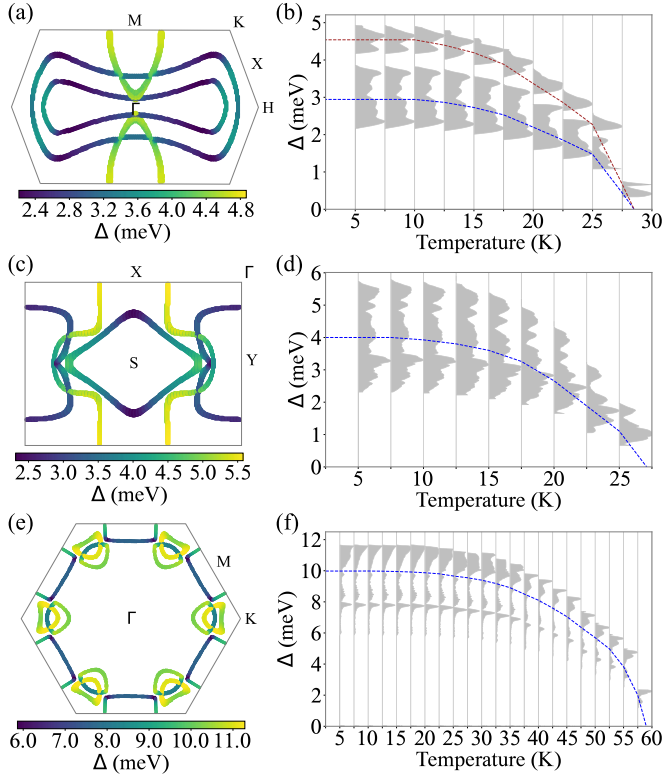 (a)
M
K
X
Γ
H
2.4 2.8 3.2 3.6 4.0 4.4 4.8
Δ (meV)
(b)
Δ (meV)
5
4
3
2
1
0
5 10 15 20 25 30
Temperature (K)
(c)
X
Γ
S
Y
2.5 3.0 3.5 4.0 4.5 5.0 5.5
Δ (meV)
(d)
Δ (meV)
6
5
4
3
2
1
0
5 10 15 20 25
Temperature (K)
(e)
M
Γ
K
6.0 7.0 8.0 9.0 10.0 11.0
Δ (meV)
(f)
Δ (meV)
12
10
8
6
4
2
0
5 10 15 20 25 30 35 40 45 50 55 60
Temperature (K)